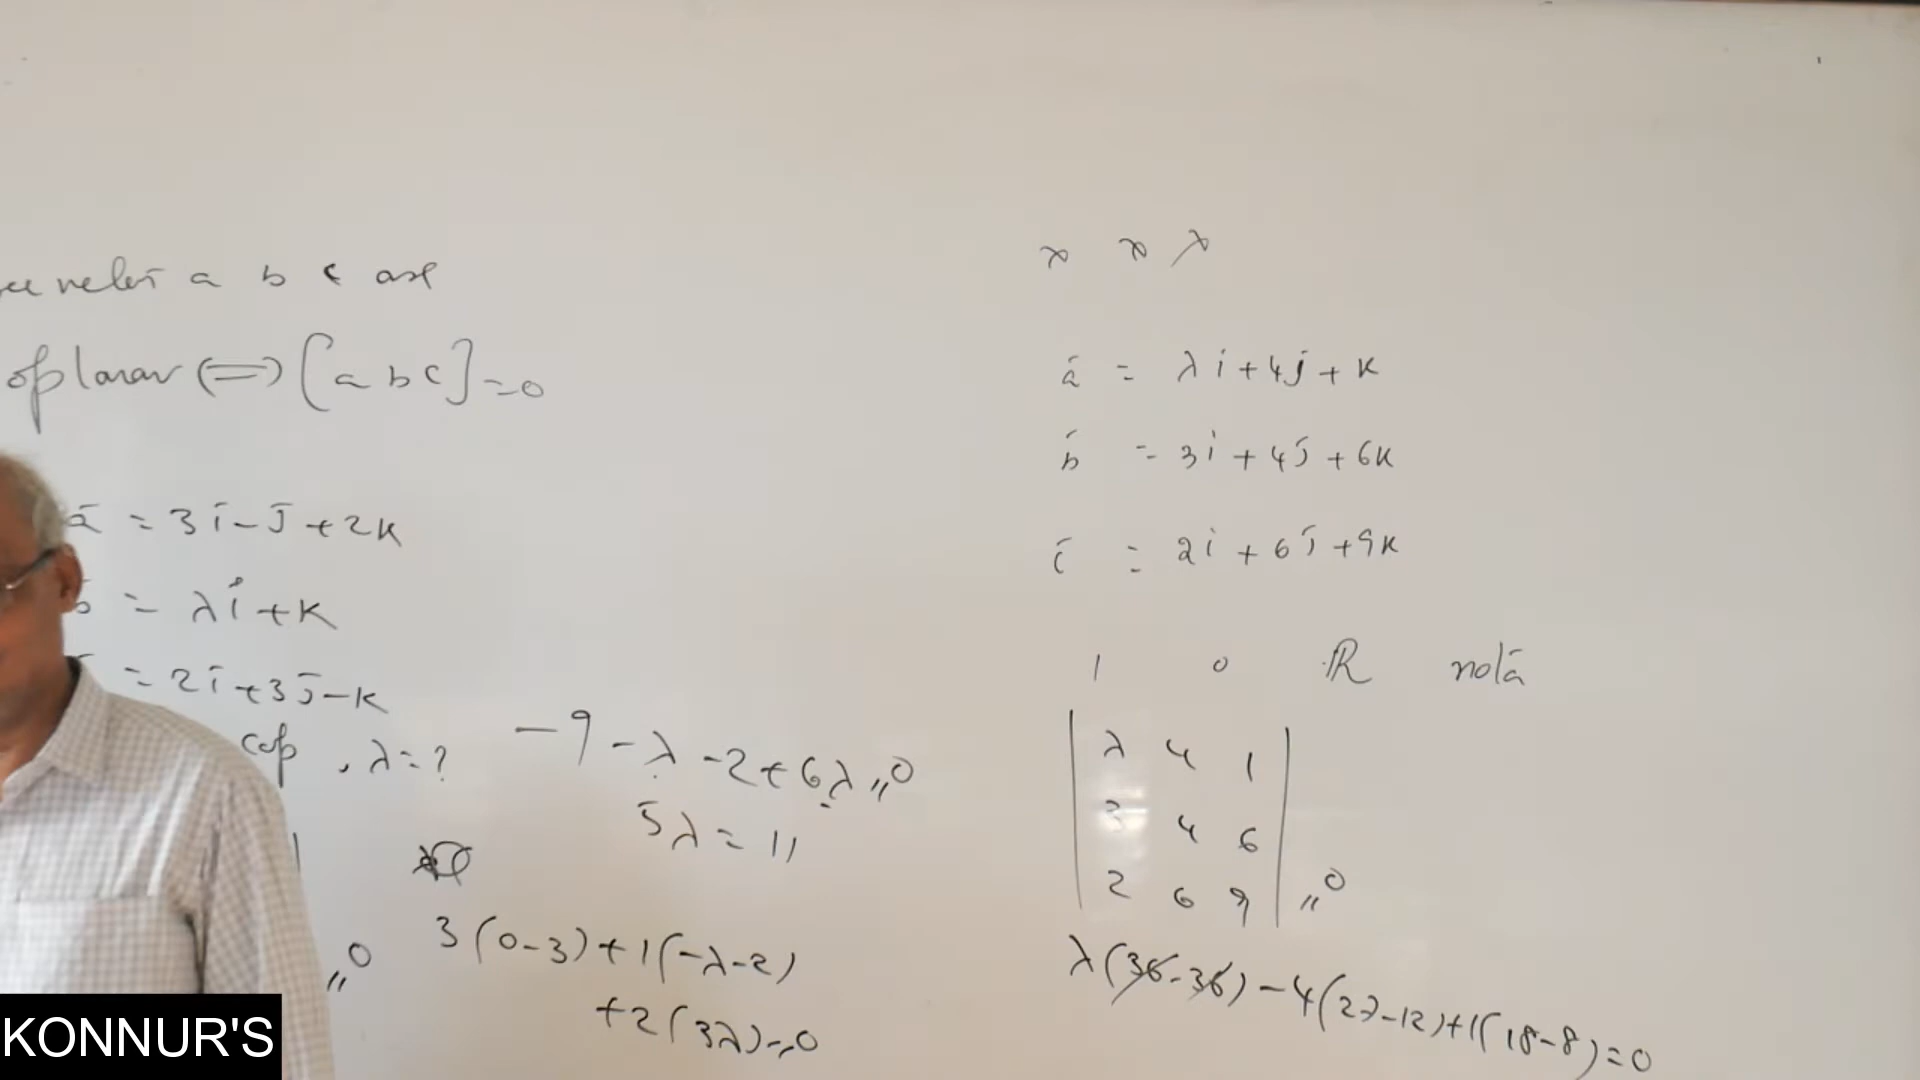 a b c are
oplanar ⇔ [a b c] = 0
ā = 3i - j + 2k
b = λi + k
= 2i + 3j - k
cop , λ = ?
-9 - λ - 2 + 6λ = 0
5λ = 11
= 0
3(0-3) + 1(-λ-2)
+2(3λ) = 0
ā = λi + 4j + k
b̄ = 3i + 4j + 6k
c̄ = 2i + 6j + 9k
1 0 R nota
λ 4 1
3 4 6
2 6 9 = 0
λ(36-36) - 4(27-12) + 1(18-8) = 0
KONNUR'S